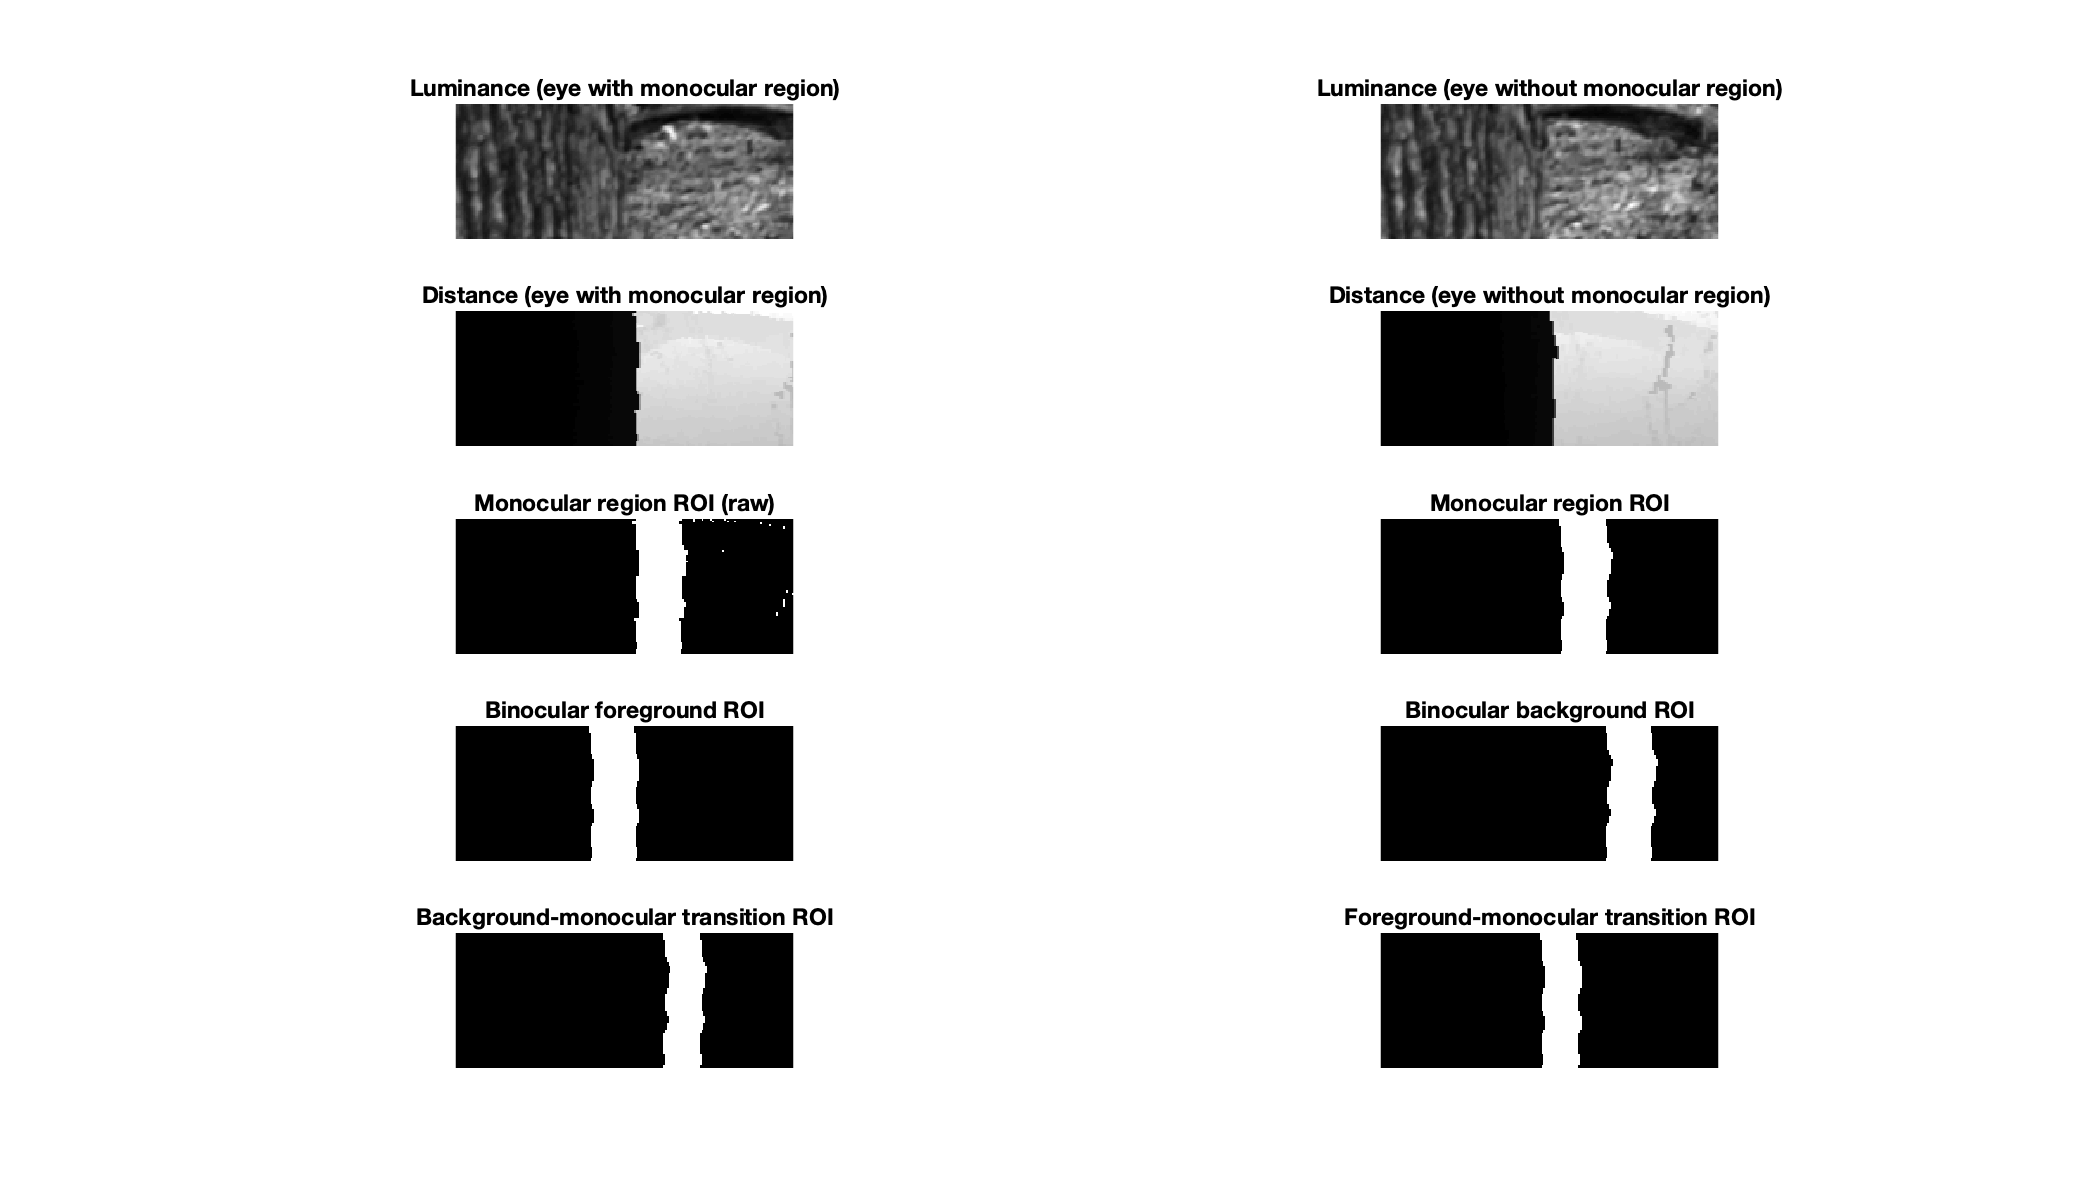 Luminance (eye with monocular region)
Luminance (eye without monocular region)
Distance (eye with monocular region)
Distance (eye without monocular region)
Monocular region ROI (raw)
Monocular region ROI
Binocular foreground ROI
Binocular background ROI
Background-monocular transition ROI
Foreground-monocular transition ROI